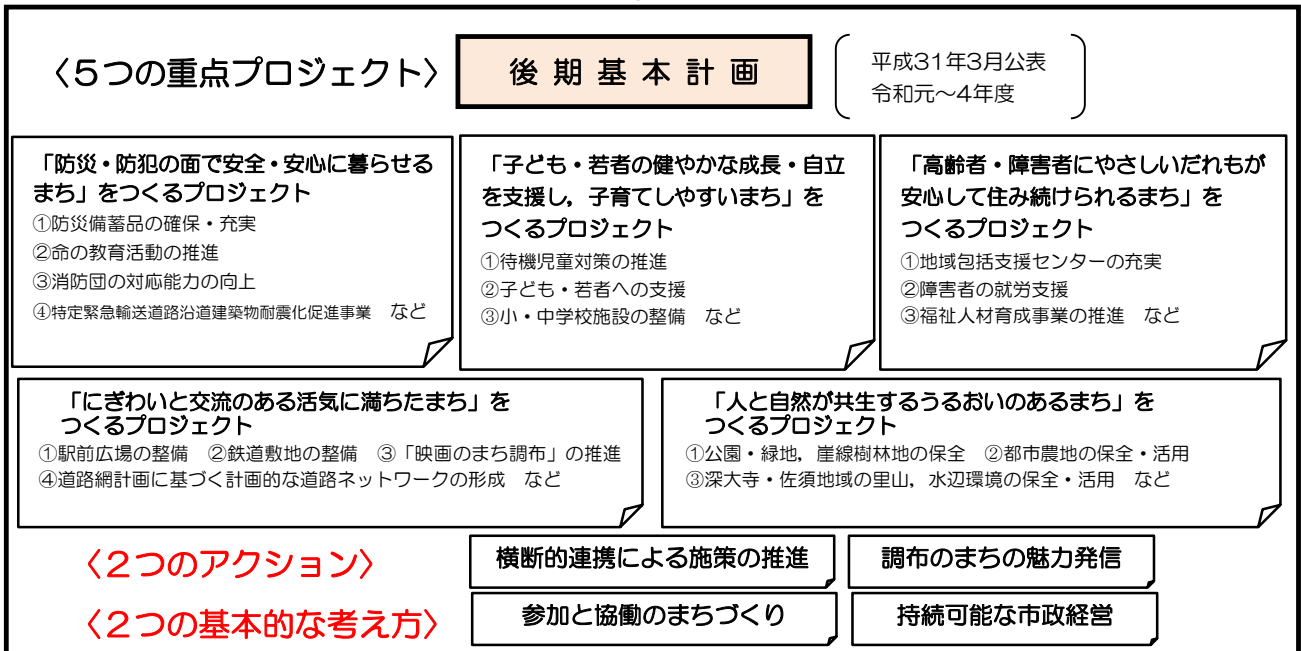 〈5つの重点プロジェクト〉
後期基本計画
平成31年3月公表
令和元～4年度
「防災・防犯の面で安全・安心に暮らせる
まち」をつくるプロジェクト
①防災備蓄品の確保・充実
②命の教育活動の推進
③消防団の対応能力の向上
④特定緊急輸送道路沿道建築物耐震化促進事業　など
「子ども・若者の健やかな成長・自立
を支援し，子育てしやすいまち」を
つくるプロジェクト
①待機児童対策の推進
②子ども・若者への支援
③小・中学校施設の整備　など
「高齢者・障害者にやさしいだれもが
安心して住み続けられるまち」を
つくるプロジェクト
①地域包括支援センターの充実
②障害者の就労支援
③福祉人材育成事業の推進　など
「にぎわいと交流のある活気に満ちたまち」を
つくるプロジェクト
①駅前広場の整備　②鉄道敷地の整備　③「映画のまち調布」の推進
④道路網計画に基づく計画的な道路ネットワークの形成　など
「人と自然が共生するうるおいのあるまち」を
つくるプロジェクト
①公園・緑地，崖線樹林地の保全　②都市農地の保全・活用
③深大寺・佐須地域の里山，水辺環境の保全・活用　など
〈2つのアクション〉
横断的連携による施策の推進
調布のまちの魅力発信
〈2つの基本的な考え方〉
参加と協働のまちづくり
持続可能な市政経営